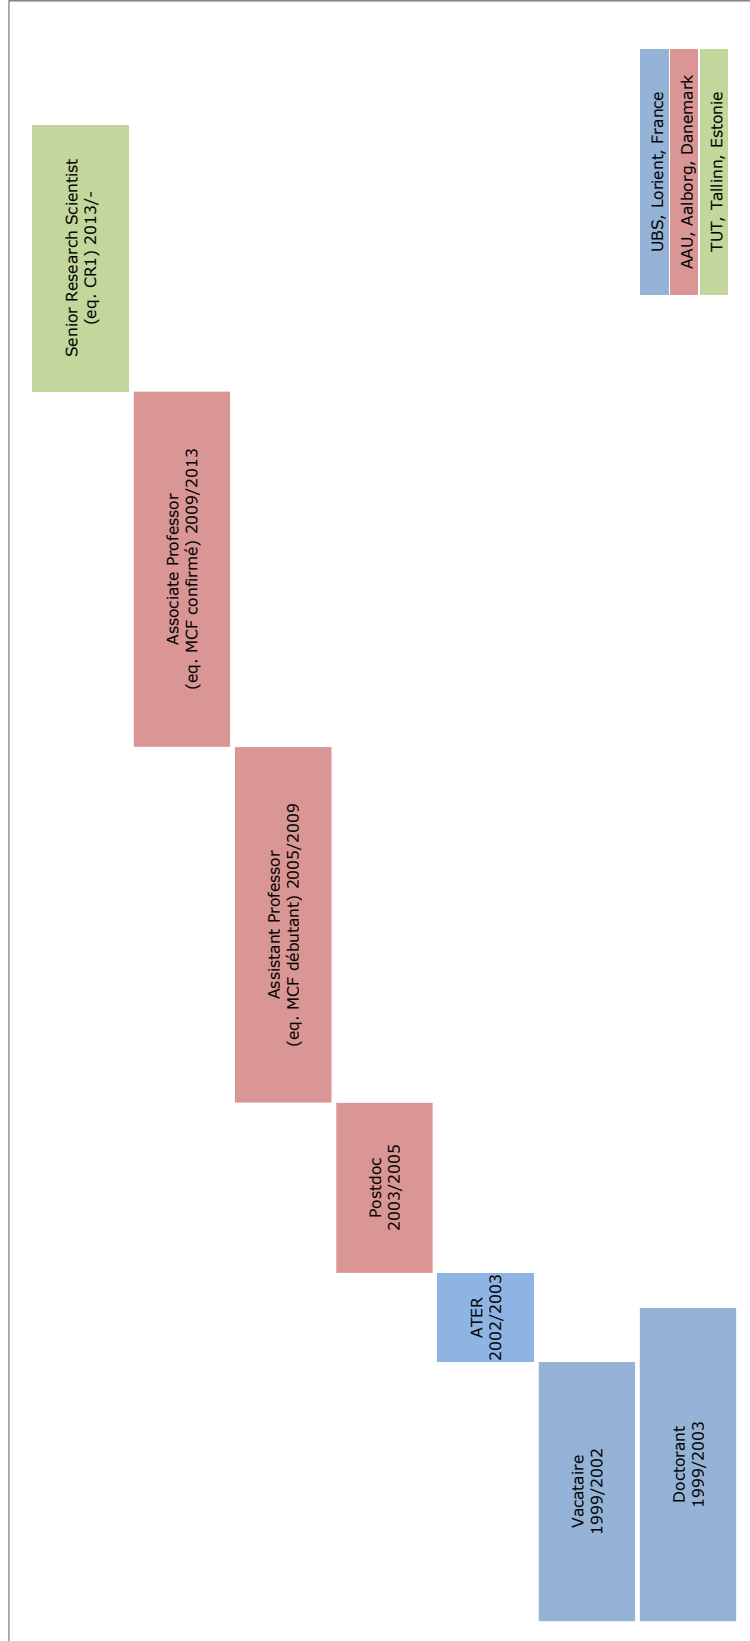 Senior Research Scientist
(eq. CR1) 2013/-
Associate Professor
(eq. MCF confirmé) 2009/2013
Assistant Professor
(eq. MCF débutant) 2005/2009
Postdoc
2003/2005
ATER
2002/2003
Vacataire
1999/2002
Doctorant
1999/2003
UBS, Lorient, France
AAU, Aalborg, Danemark
TUT, Tallinn, Estonie